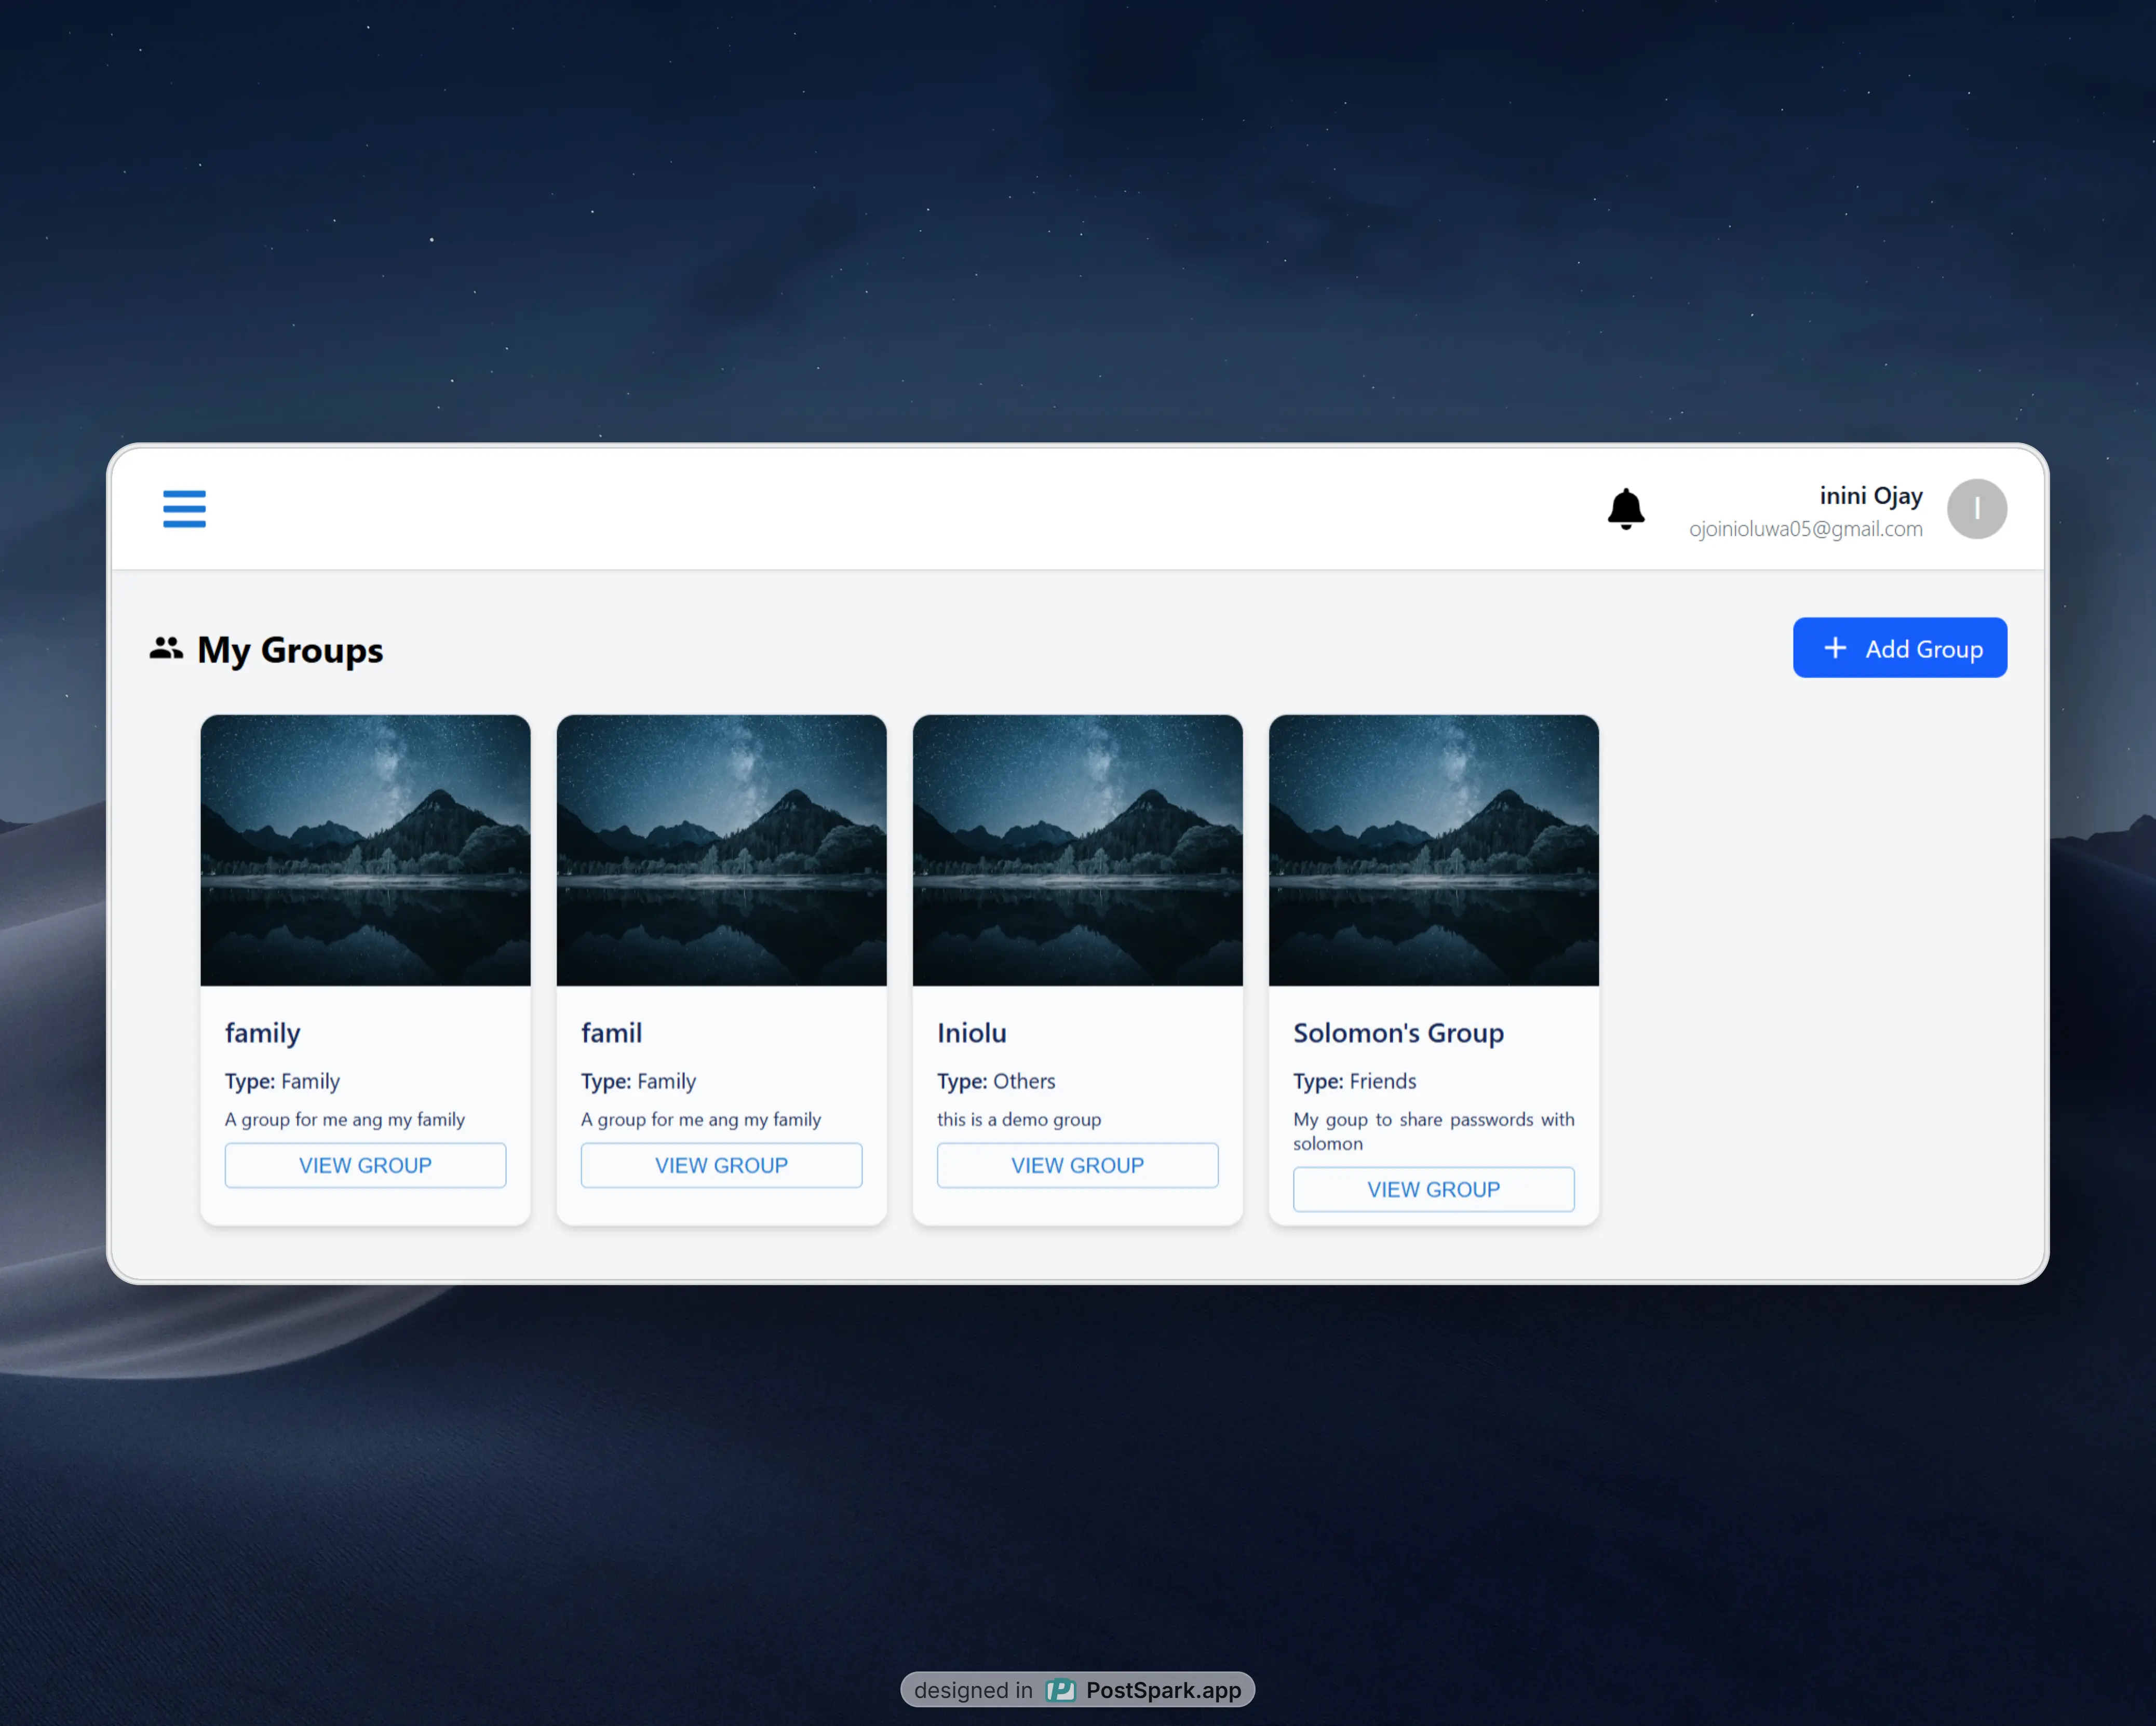 inini Ojay
ojoinioluwa05@gmail.com
I
My Groups
+ Add Group
family
Type: Family
A group for me ang my family
VIEW GROUP
famil
Type: Family
A group for me ang my family
VIEW GROUP
Iniolu
Type: Others
this is a demo group
VIEW GROUP
Solomon's Group
Type: Friends
My goup to share passwords with
solomon
VIEW GROUP
designed in P PostSpark.app